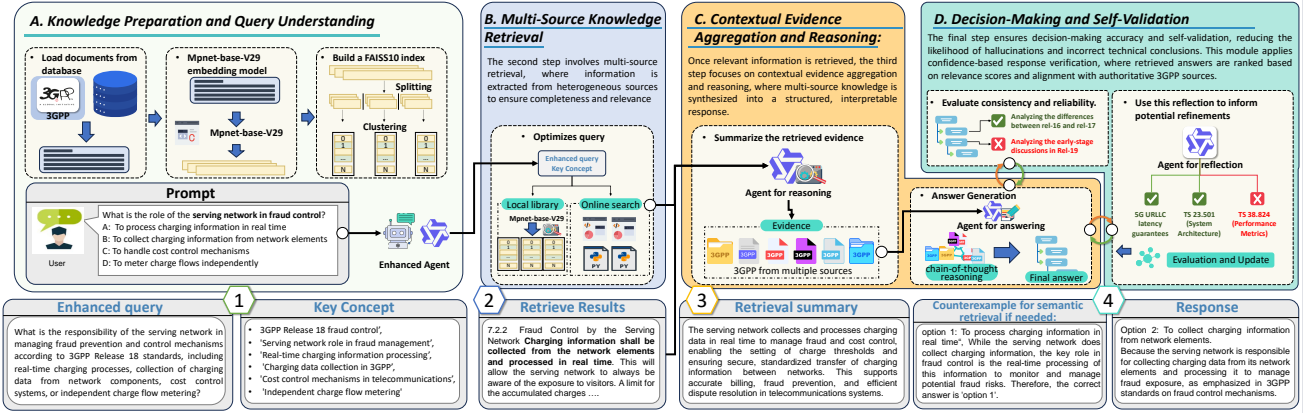 A. Knowledge Preparation and Query Understanding
Load documents from
database
3GPP
3GPP
Mpnet-base-V29
embedding model
Mpnet-base-V29
Build a FAISS10 index
Splitting
Clustering
0
1
...
N
0
1
...
N
0
1
...
N
Prompt
User
What is the role of the serving network in fraud control?
A: To process charging information in real time
B: To collect charging information from network elements
C: To handle cost control mechanisms
D: To meter charge flows independently
Enhanced Agent
B. Multi-Source Knowledge
Retrieval
The second step involves multi-source
retrieval, where information is
extracted from heterogeneous sources
to ensure completeness and relevance
Optimizes query
Enhanced query
Key Concept
Local library
Online search
Mpnet-base-V29
0
1
...
N
0
1
...
N
0
1
...
N
PY
PY
C. Contextual Evidence
Aggregation and Reasoning:
Once relevant information is retrieved, the third
step focuses on contextual evidence aggregation
and reasoning, where multi-source knowledge is
synthesized into a structured, interpretable
response.
Summarize the retrieved evidence
Agent for reasoning
Evidence
3GPP
3GPP
3GPP
3GPP
3GPP
3GPP
3GPP from multiple sources
D. Decision-Making and Self-Validation
The final step ensures decision-making accuracy and self-validation, reducing the
likelihood of hallucinations and incorrect technical conclusions. This module applies
confidence-based response verification, where retrieved answers are ranked based
on relevance scores and alignment with authoritative 3GPP sources.
Evaluate consistency and reliability.
Analyzing the differences
between rel-16 and rel-17
Analyzing the early-stage
discussions in Rel-19
Use this reflection to inform
potential refinements
Agent for reflection
5G URLLC
latency
guarantees
TS 23.501
(System
Architecture)
TS 38.824
(Performance
Metrics)
Evaluation and Update
Answer Generation
Agent for answering
chain-of-thought
reasoning
Final answer
1
Enhanced query
What is the responsibility of the serving network in
managing fraud prevention and control mechanisms
according to 3GPP Release 18 standards, including
real-time charging processes, collection of charging
data from network components, cost control
systems, or independent charge flow metering?
Key Concept
3GPP Release 18 fraud control',
'Serving network role in fraud management',
'Real-time charging information processing',
'Charging data collection in 3GPP',
'Cost control mechanisms in telecommunications',
'Independent charge flow metering'
2
Retrieve Results
7.2.2 Fraud Control by the Serving
Network Charging information shall be
collected from the network elements
and processed in real time. This will
allow the serving network to always be
aware of the exposure to visitors. A limit for
the accumulated charges ....
3
Retrieval summary
The serving network collects and processes charging
data in real time to manage fraud and cost control,
enabling the setting of charge thresholds and
ensuring secure, standardized transfer of charging
information between networks. This supports
accurate billing, fraud prevention, and efficient
dispute resolution in telecommunications systems.
Counterexample for semantic
retrieval if needed:
option 1: To process charging information in
real time", While the serving network does
collect charging information, the key role in
fraud control is the real-time processing of
this information to monitor and manage
potential fraud risks. Therefore, the correct
answer is 'option 1'.
4
Response
Option 2: To collect charging information
from network elements.
Because the serving network is responsible
for collecting charging data from its network
elements and processing it to manage
fraud exposure, as emphasized in 3GPP
standards on fraud control mechanisms.